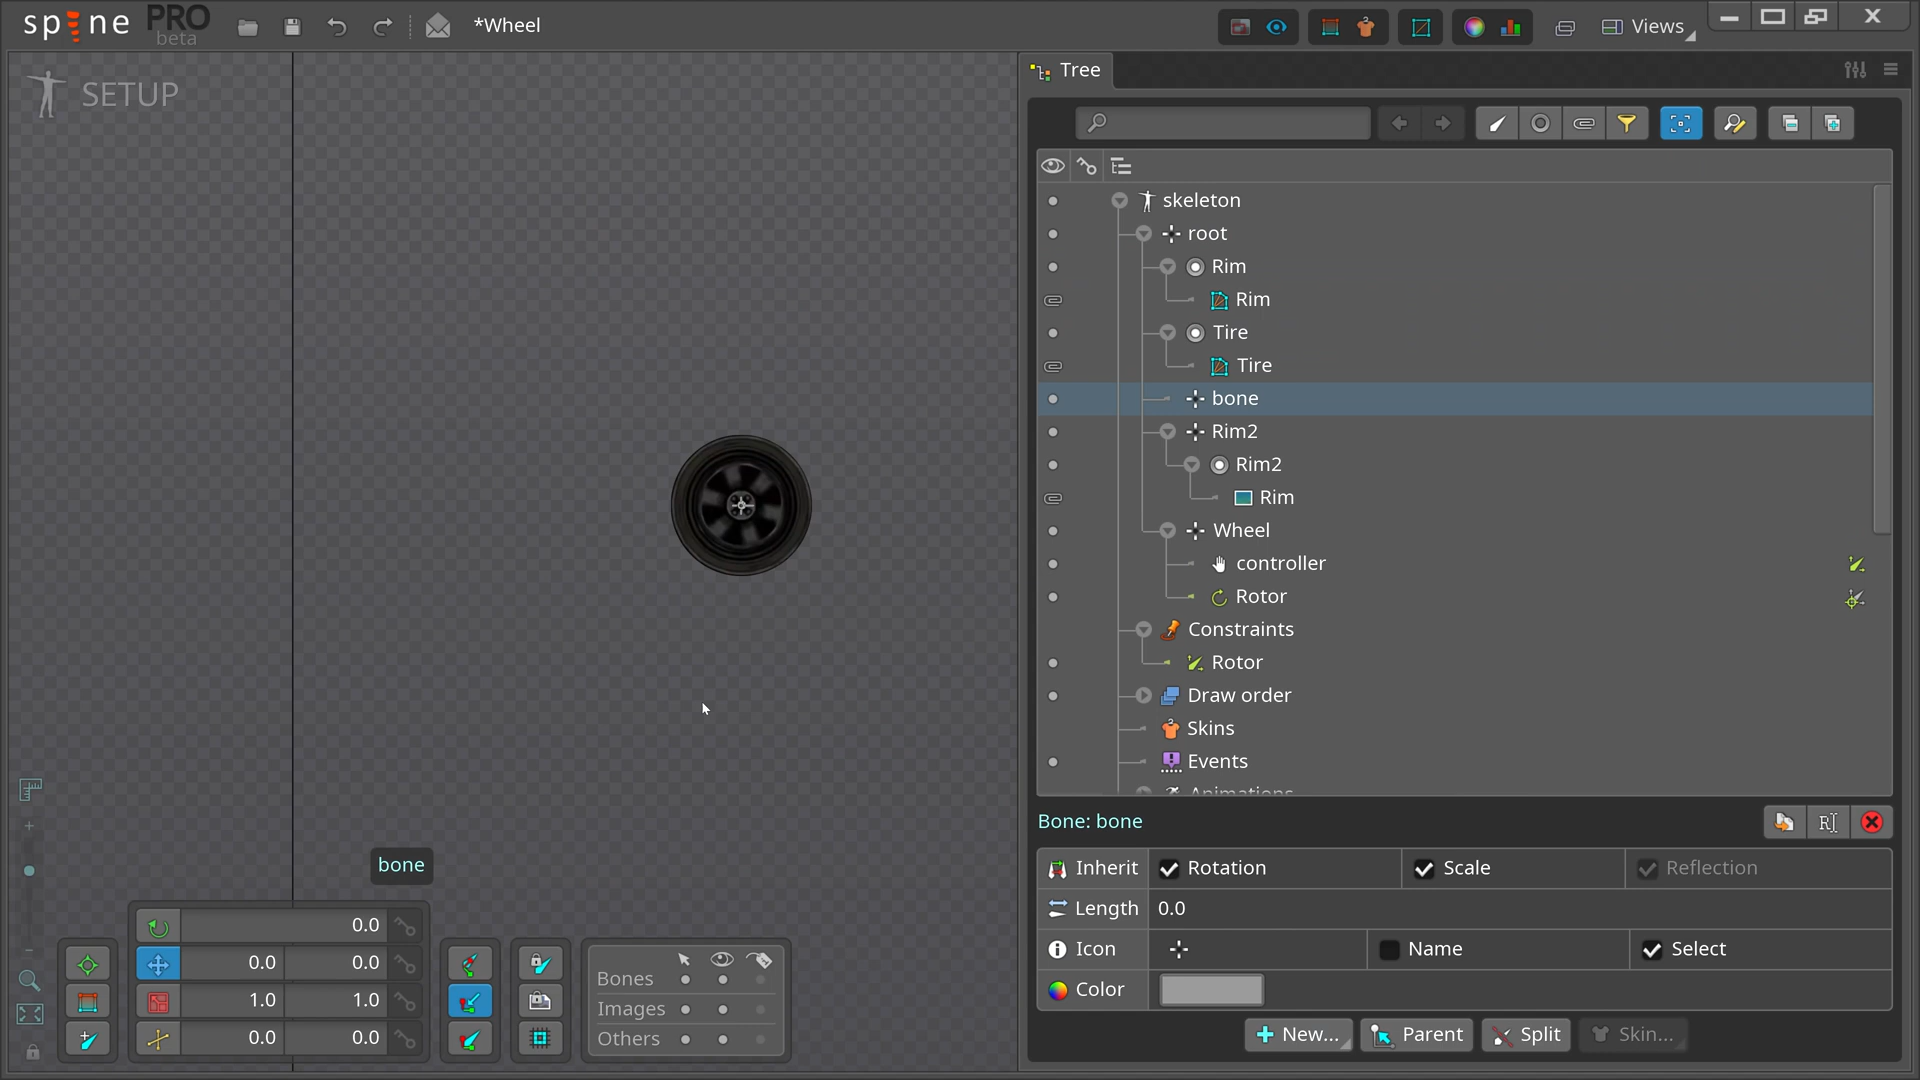 spine PRO
beta
*Wheel
Views
SETUP
Tree
skeleton
root
Rim
Rim
Tire
Tire
bone
Rim2
Rim2
Rim
Wheel
controller
Rotor
Constraints
Rotor
Draw order
Skins
Events
Animations
Bone: bone
Inherit Rotation Scale Reflection
Length 0.0
Icon Name Select
Color
New... Parent Split Skin...
bone
0.0
0.0 0.0
1.0 1.0
0.0 0.0
Bones
Images
Others